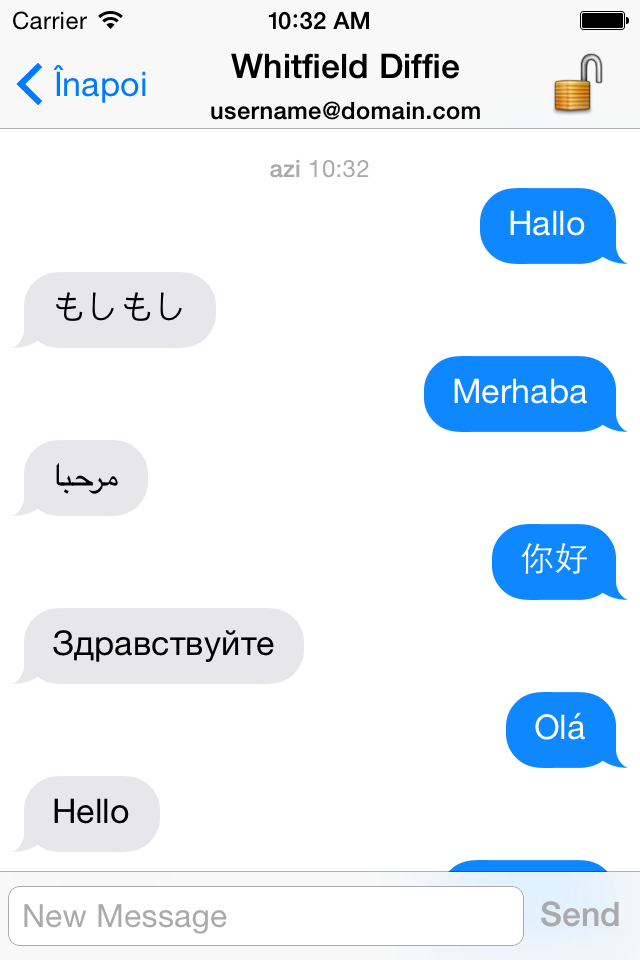 Carrier 10:32 AM
Înapoi
Whitfield Diffie
username@domain.com
azi 10:32
Hallo
もしもし
Merhaba
مرحبا
你好
Здравствуйте
Olá
Hello
New Message
Send